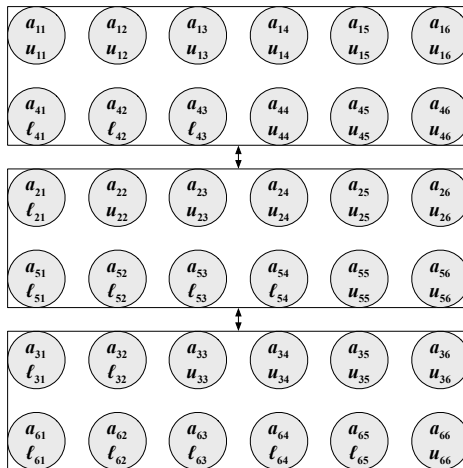 a₁₁ a₁₂ a₁₃ a₁₄ a₁₅ a₁₆
u₁₁ u₁₂ u₁₃ u₁₄ u₁₅ u₁₆
a₄₁ a₄₂ a₄₃ a₄₄ a₄₅ a₄₆
ℓ₄₁ ℓ₄₂ ℓ₄₃ u₄₄ u₄₅ u₄₆
a₂₁ a₂₂ a₂₃ a₂₄ a₂₅ a₂₆
ℓ₂₁ u₂₂ u₂₃ u₂₄ u₂₅ u₂₆
a₅₁ a₅₂ a₅₃ a₅₄ a₅₅ a₅₆
ℓ₅₁ ℓ₅₂ ℓ₅₃ ℓ₅₄ u₅₅ u₅₆
a₃₁ a₃₂ a₃₃ a₃₄ a₃₅ a₃₆
ℓ₃₁ ℓ₃₂ u₃₃ u₃₄ u₃₅ u₃₆
a₆₁ a₆₂ a₆₃ a₆₄ a₆₅ a₆₆
ℓ₆₁ ℓ₆₂ ℓ₆₃ ℓ₆₄ ℓ₆₅ u₆₆